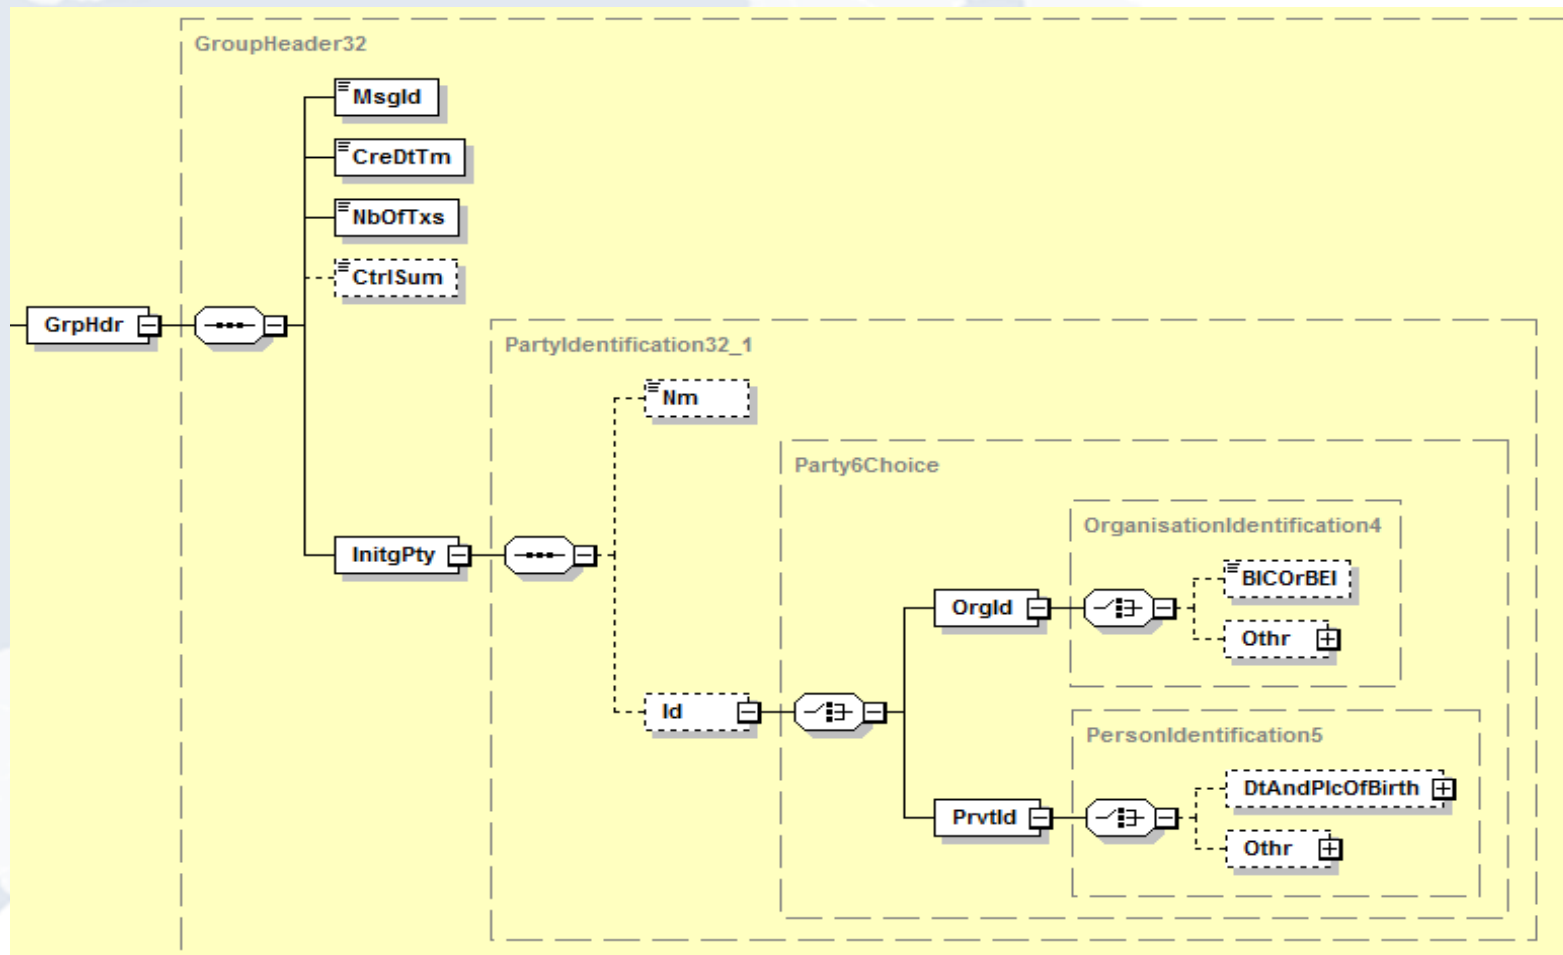 GroupHeader32
MsgId
CreDtTm
NbOfTxs
CtrlSum
GrpHdr
PartyIdentification32_1
Nm
Party6Choice
OrganisationIdentification4
InitgPty
BICOrBEI
OrgId
Othr
Id
PersonIdentification5
DtAndPlcOfBirth
PrvtId
Othr